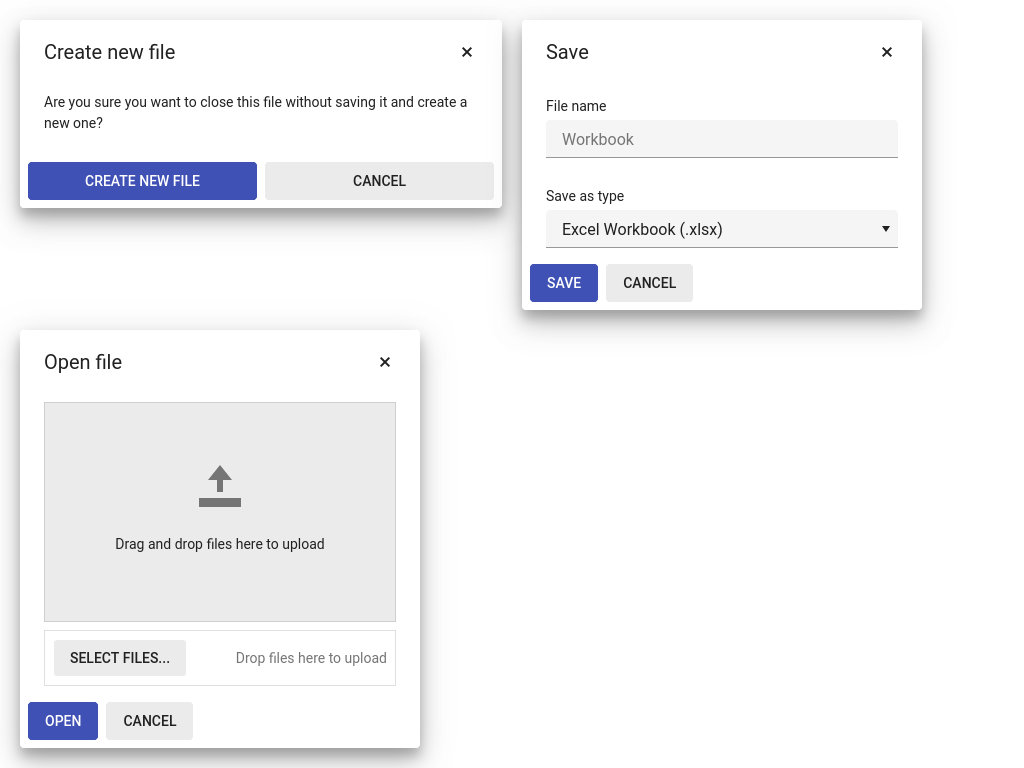 Create new file
Are you sure you want to close this file without saving it and create a
new one?
CREATE NEW FILE
CANCEL
Save
File name
Workbook
Save as type
Excel Workbook (.xlsx)
SAVE
CANCEL
Open file
Drag and drop files here to upload
SELECT FILES...
Drop files here to upload
OPEN
CANCEL